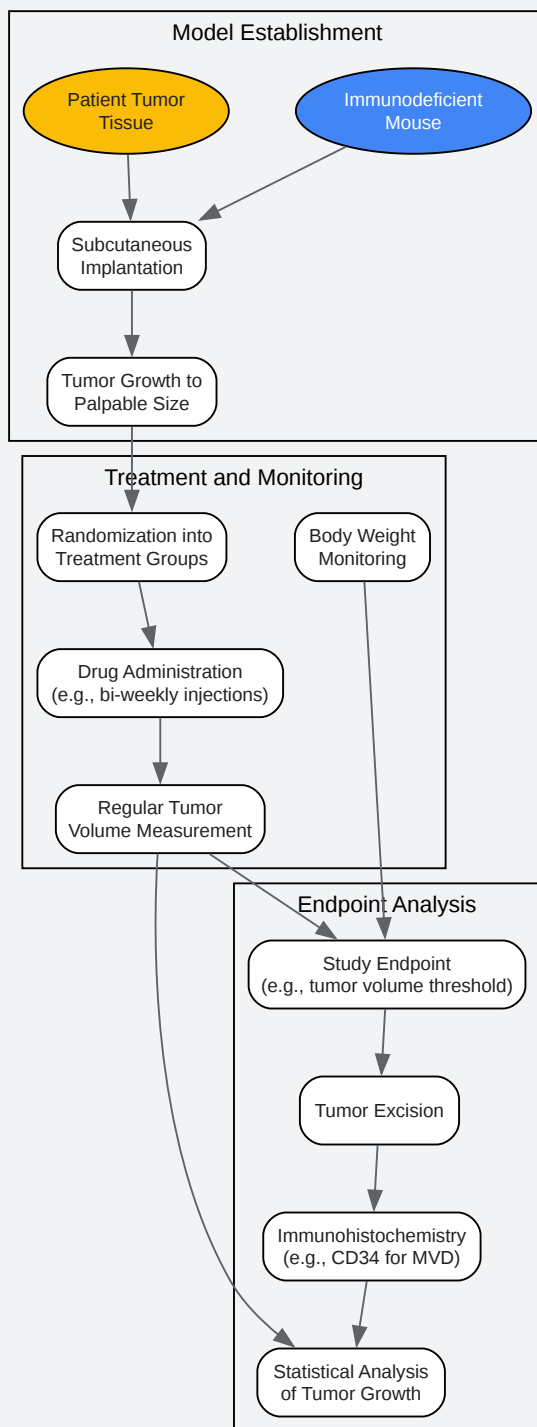 Model Establishment
Patient Tumor
Tissue
Immunodeficient
Mouse
Subcutaneous
Implantation
Tumor Growth to
Palpable Size
Treatment and Monitoring
Randomization into
Treatment Groups
Body Weight
Monitoring
Drug Administration
(e.g., bi-weekly injections)
Regular Tumor
Volume Measurement
Endpoint Analysis
Study Endpoint
(e.g., tumor volume threshold)
Tumor Excision
Immunohistochemistry
(e.g., CD34 for MVD)
Statistical Analysis
of Tumor Growth